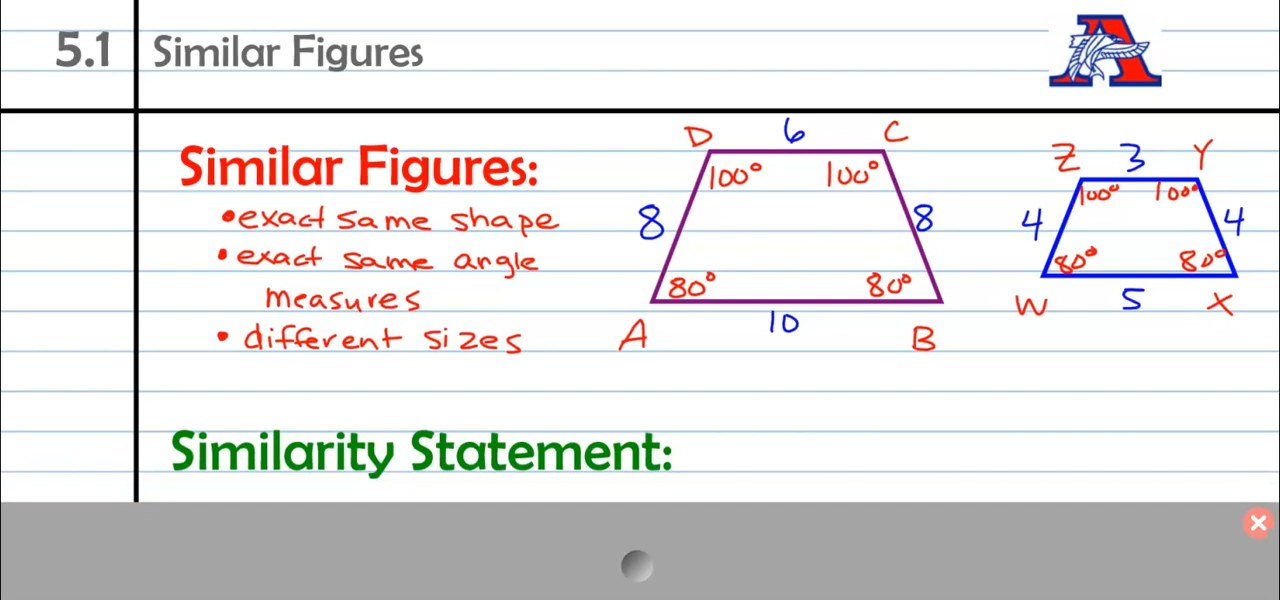 5.1 Similar Figures
A
Similar Figures:
•exact same shape
•exact same angle
measures
•different sizes
D 6 C
100° 100°
8 8
80° 80°
A 10 B
Z 3 Y
100° 100°
4 4
80° 80°
W 5 X
Similarity Statement: